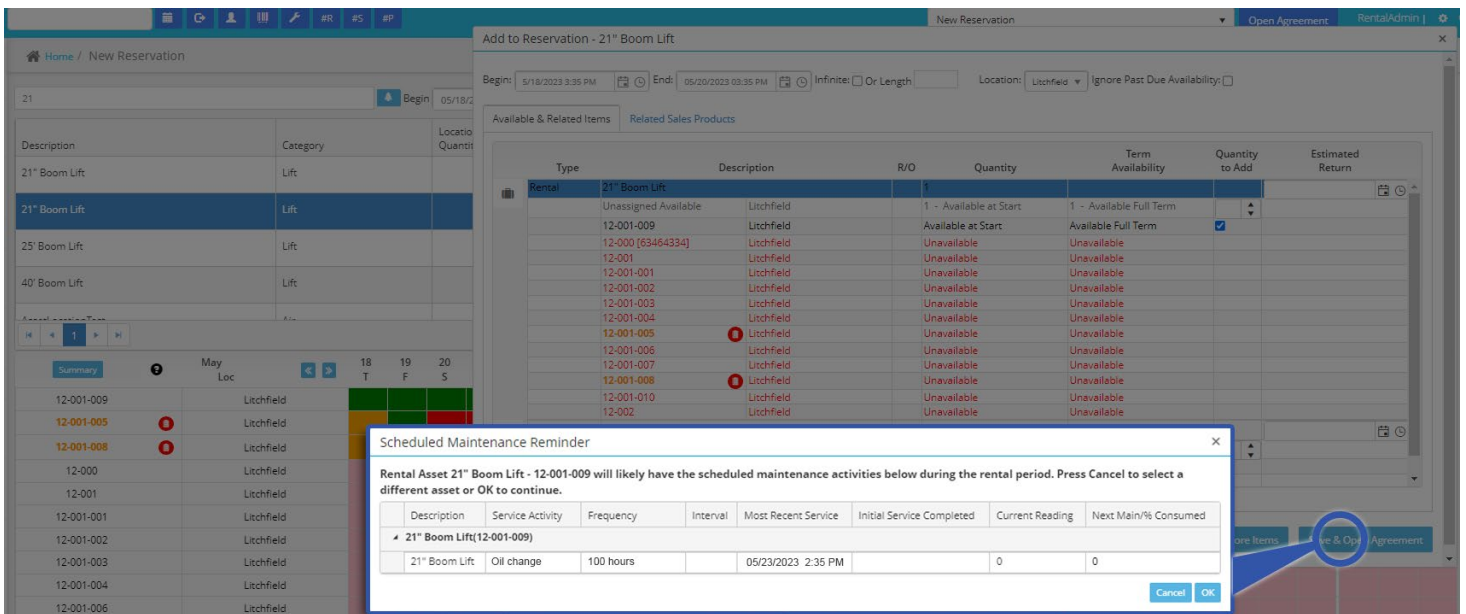 #R #S #P
New Reservation
Open Agreement
RentalAdmin |
Home / New Reservation
Add to Reservation - 21" Boom Lift
×
Begin: 5/18/2023 3:35 PM End: 05/20/2023 03:35 PM Infinite: Or Length Location: Litchfield Ignore Past Due Availability:
21
Begin 05/18/2
Available & Related Items Related Sales Products
Description Category Locatio
Quantit
21" Boom Lift Lift
21" Boom Lift Lift
25' Boom Lift Lift
40' Boom Lift Lift
1
Type Description R/O Quantity Term Availability Quantity to Add Estimated Return
Rental 21" Boom Lift 1
Unassigned Available Litchfield 1 - Available at Start 1 - Available Full Term
12-001-009 Litchfield Available at Start Available Full Term
12-000 [63464334] Litchfield Unavailable Unavailable
12-001 Litchfield Unavailable Unavailable
12-001-001 Litchfield Unavailable Unavailable
12-001-002 Litchfield Unavailable Unavailable
12-001-003 Litchfield Unavailable Unavailable
12-001-004 Litchfield Unavailable Unavailable
12-001-005 Litchfield Unavailable Unavailable
12-001-006 Litchfield Unavailable Unavailable
12-001-007 Litchfield Unavailable Unavailable
12-001-008 Litchfield Unavailable Unavailable
12-001-010 Litchfield Unavailable Unavailable
12-002 Litchfield Unavailable Unavailable
Summary May
Loc
18 19 20
T F S
12-001-009 Litchfield
12-001-005 Litchfield
12-001-008 Litchfield
12-000 Litchfield
12-001 Litchfield
12-001-001 Litchfield
12-001-002 Litchfield
12-001-003 Litchfield
12-001-004 Litchfield
12-001-006 Litchfield
ore Items
ve & Op Agreement
Scheduled Maintenance Reminder ×
Rental Asset 21" Boom Lift - 12-001-009 will likely have the scheduled maintenance activities below during the rental period. Press Cancel to select a
different asset or OK to continue.
Description Service Activity Frequency Interval Most Recent Service Initial Service Completed Current Reading Next Main/% Consumed
21" Boom Lift(12-001-009)
21" Boom Lift Oil change 100 hours 05/23/2023 2:35 PM 0 0
Cancel OK